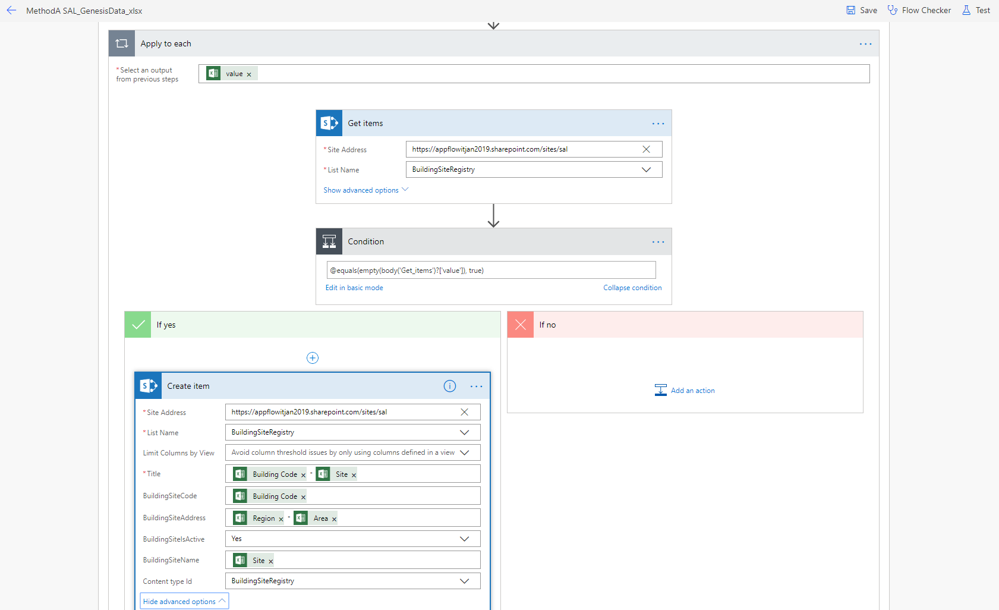 MethodA SAL_GenesisData_xlsx
Save
Flow Checker
Test
Apply to each
* Select an output
from previous steps
value ×
Get items
* Site Address
https://appflowitjan2019.sharepoint.com/sites/sal
* List Name
BuildingSiteRegistry
Show advanced options
Condition
@equals(empty(body('Get_items')?['value']), true)
Edit in basic mode
Collapse condition
If yes
If no
Add an action
Create item
* Site Address
https://appflowitjan2019.sharepoint.com/sites/sal
* List Name
BuildingSiteRegistry
Limit Columns by View
Avoid column threshold issues by only using columns defined in a view
* Title
Building Code × - Site ×
BuildingSiteCode
Building Code ×
BuildingSiteAddress
Region × - Area ×
BuildingSiteIsActive
Yes
BuildingSiteName
Site ×
Content type Id
BuildingSiteRegistry
Hide advanced options